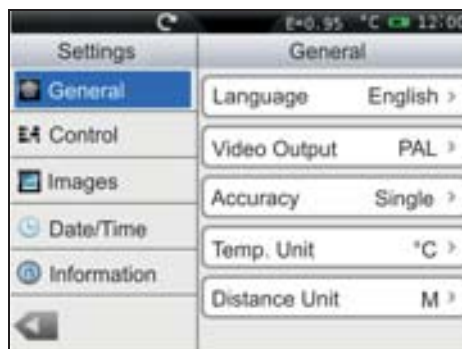 E=0.95 °C 12:00
Settings
General
General
Control
Images
Date/Time
Information
Language English >
Video Output PAL >
Accuracy Single >
Temp. Unit °C >
Distance Unit M >